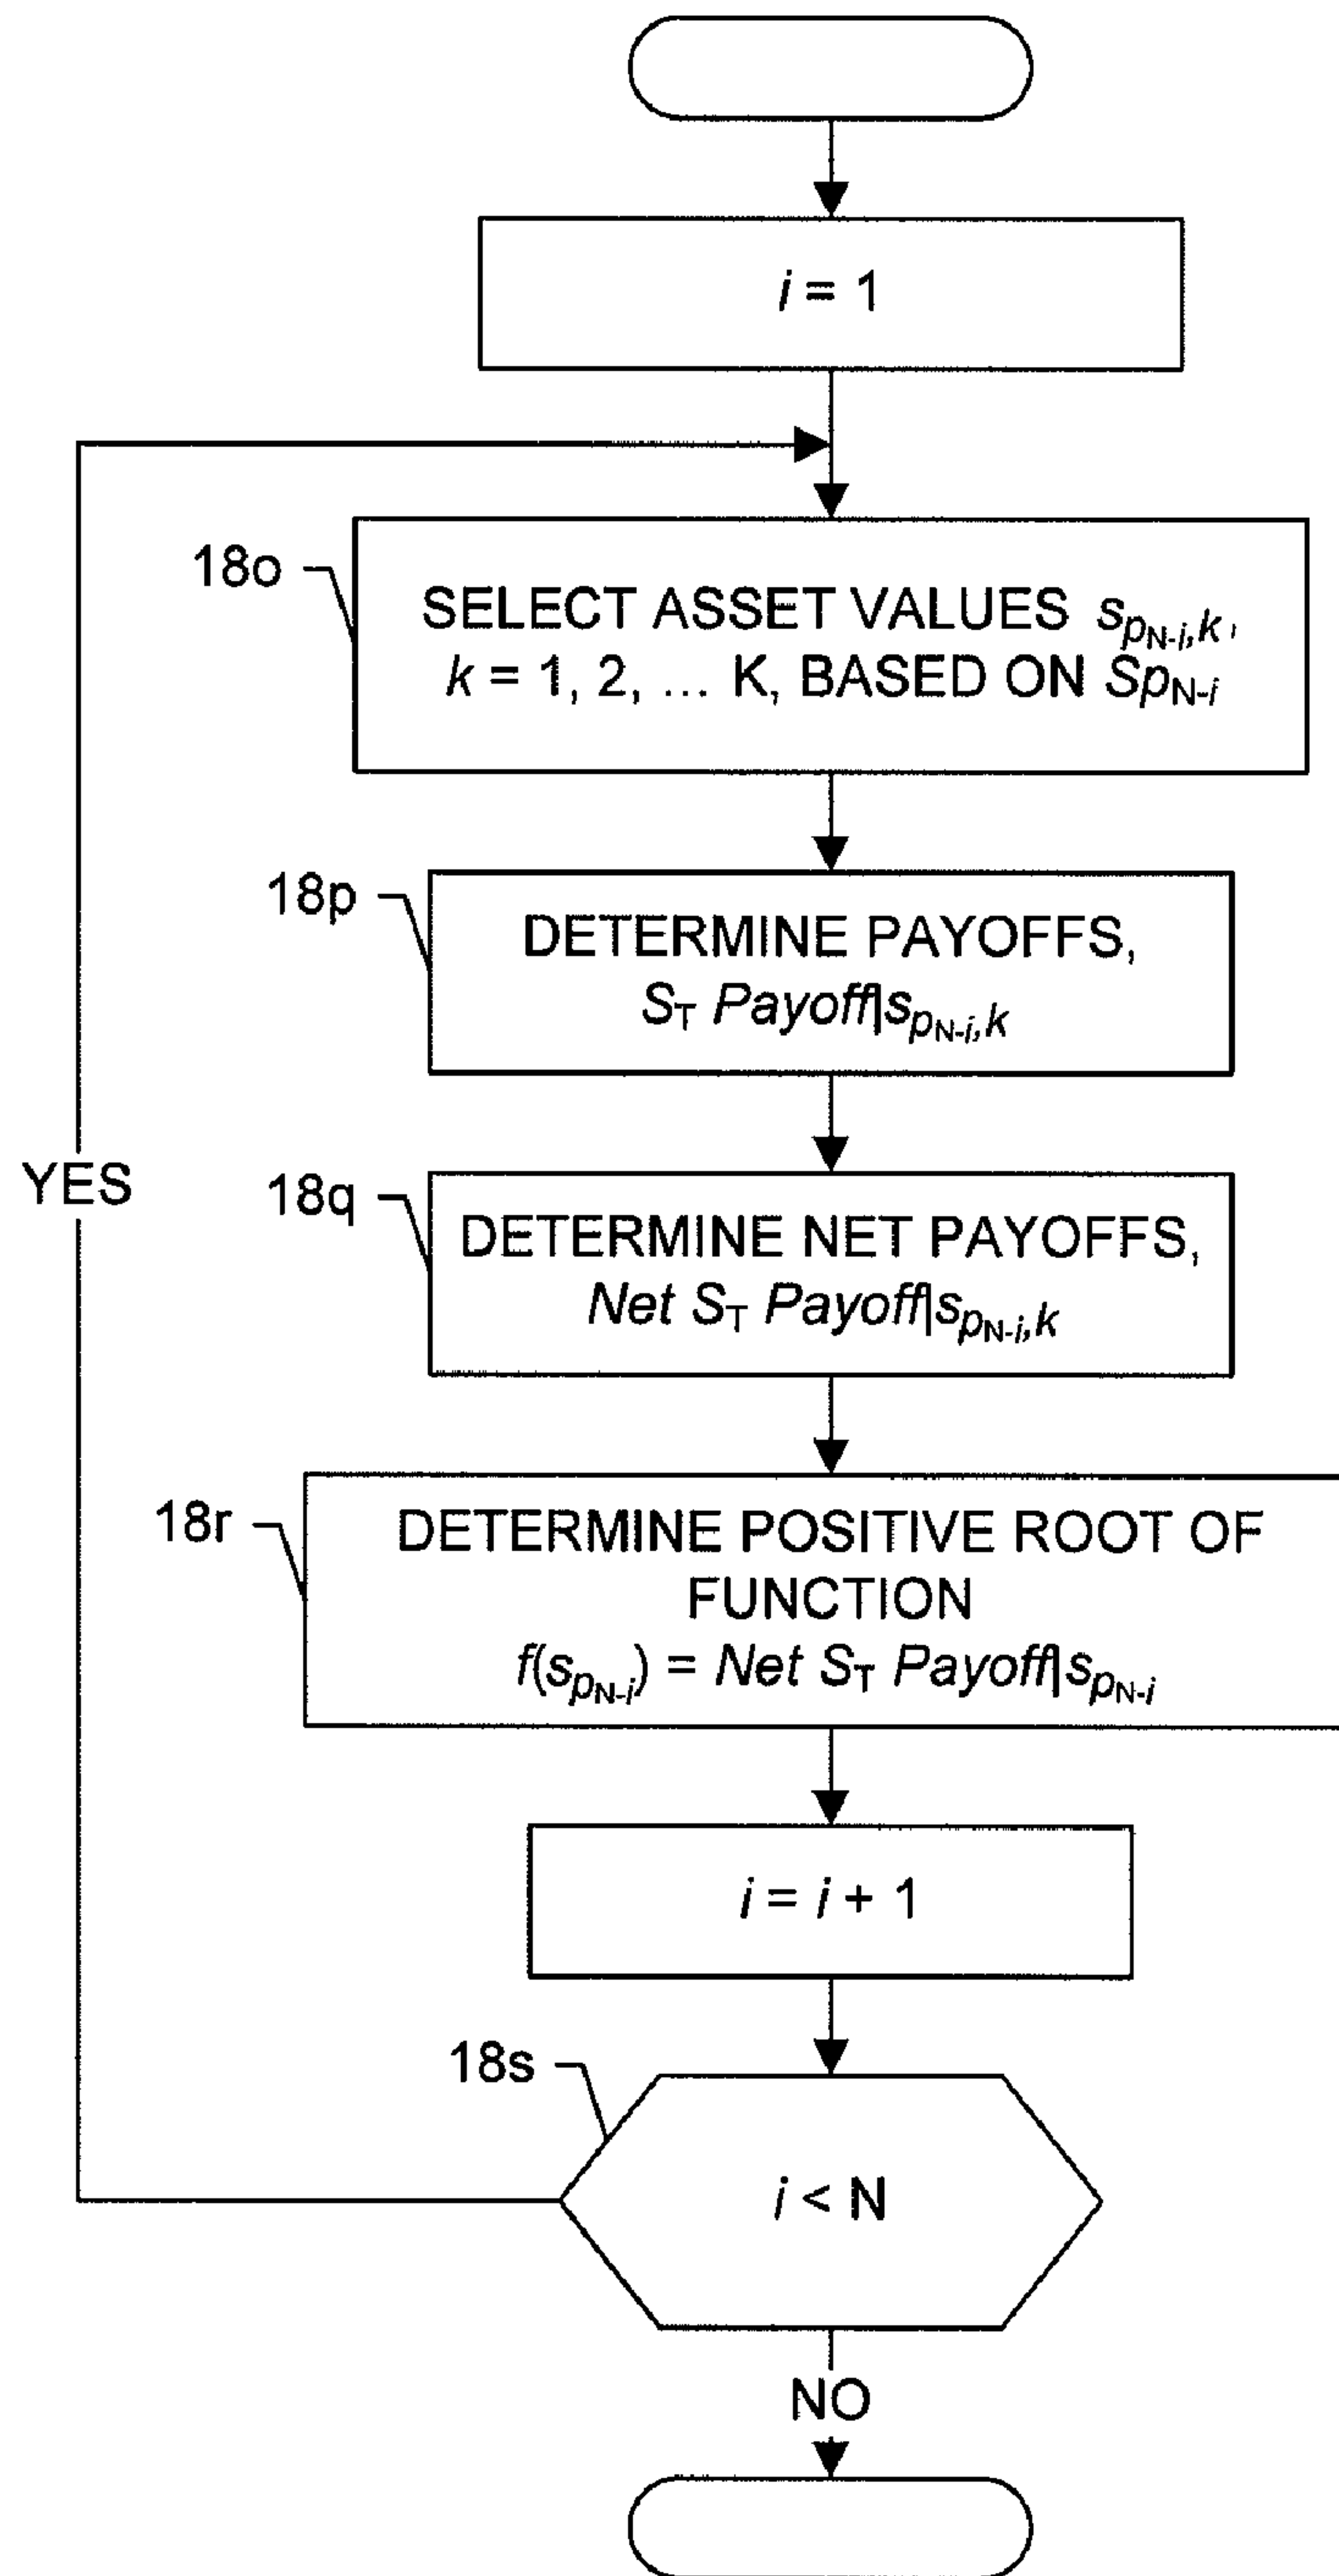 i = 1
18o
SELECT ASSET VALUES s_{p_{N-i},k},
k = 1, 2, ... K, BASED ON Sp_{N-i}
18p
DETERMINE PAYOFFS,
S_T Payoff|s_{p_{N-i},k}
YES
18q
DETERMINE NET PAYOFFS,
Net S_T Payoff|s_{p_{N-i},k}
18r
DETERMINE POSITIVE ROOT OF
FUNCTION
f(s_{p_{N-i}}) = Net S_T Payoff|s_{p_{N-i}}
i = i + 1
18s
i < N
NO